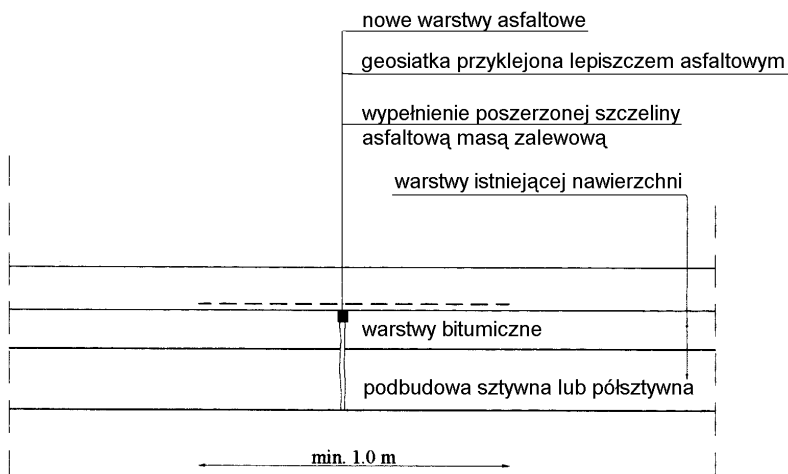 nowe warstwy asfaltowe
geosiatka przyklejona lepiszczem asfaltowym
wypełnienie poszerzonej szczeliny
asfaltową masą zalewową
warstwy istniejącej nawierzchni
warstwy bitumiczne
podbudowa sztywna lub półsztywna
min. 1.0 m